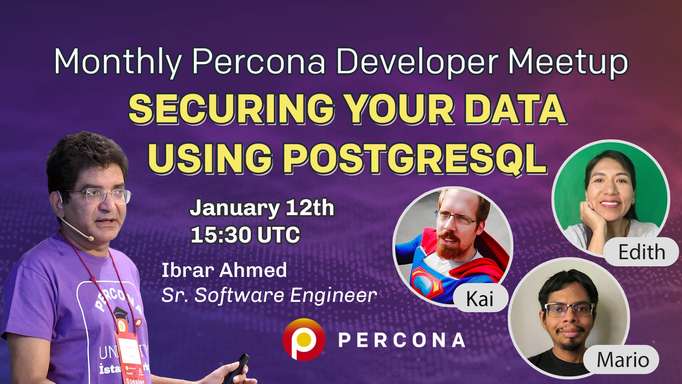 Monthly Percona Developer Meetup
SECURING YOUR DATA
USING POSTGRESQL
January 12th
15:30 UTC
Ibrar Ahmed
Sr. Software Engineer
PERCONA
Kai
Edith
Mario
PERCONA